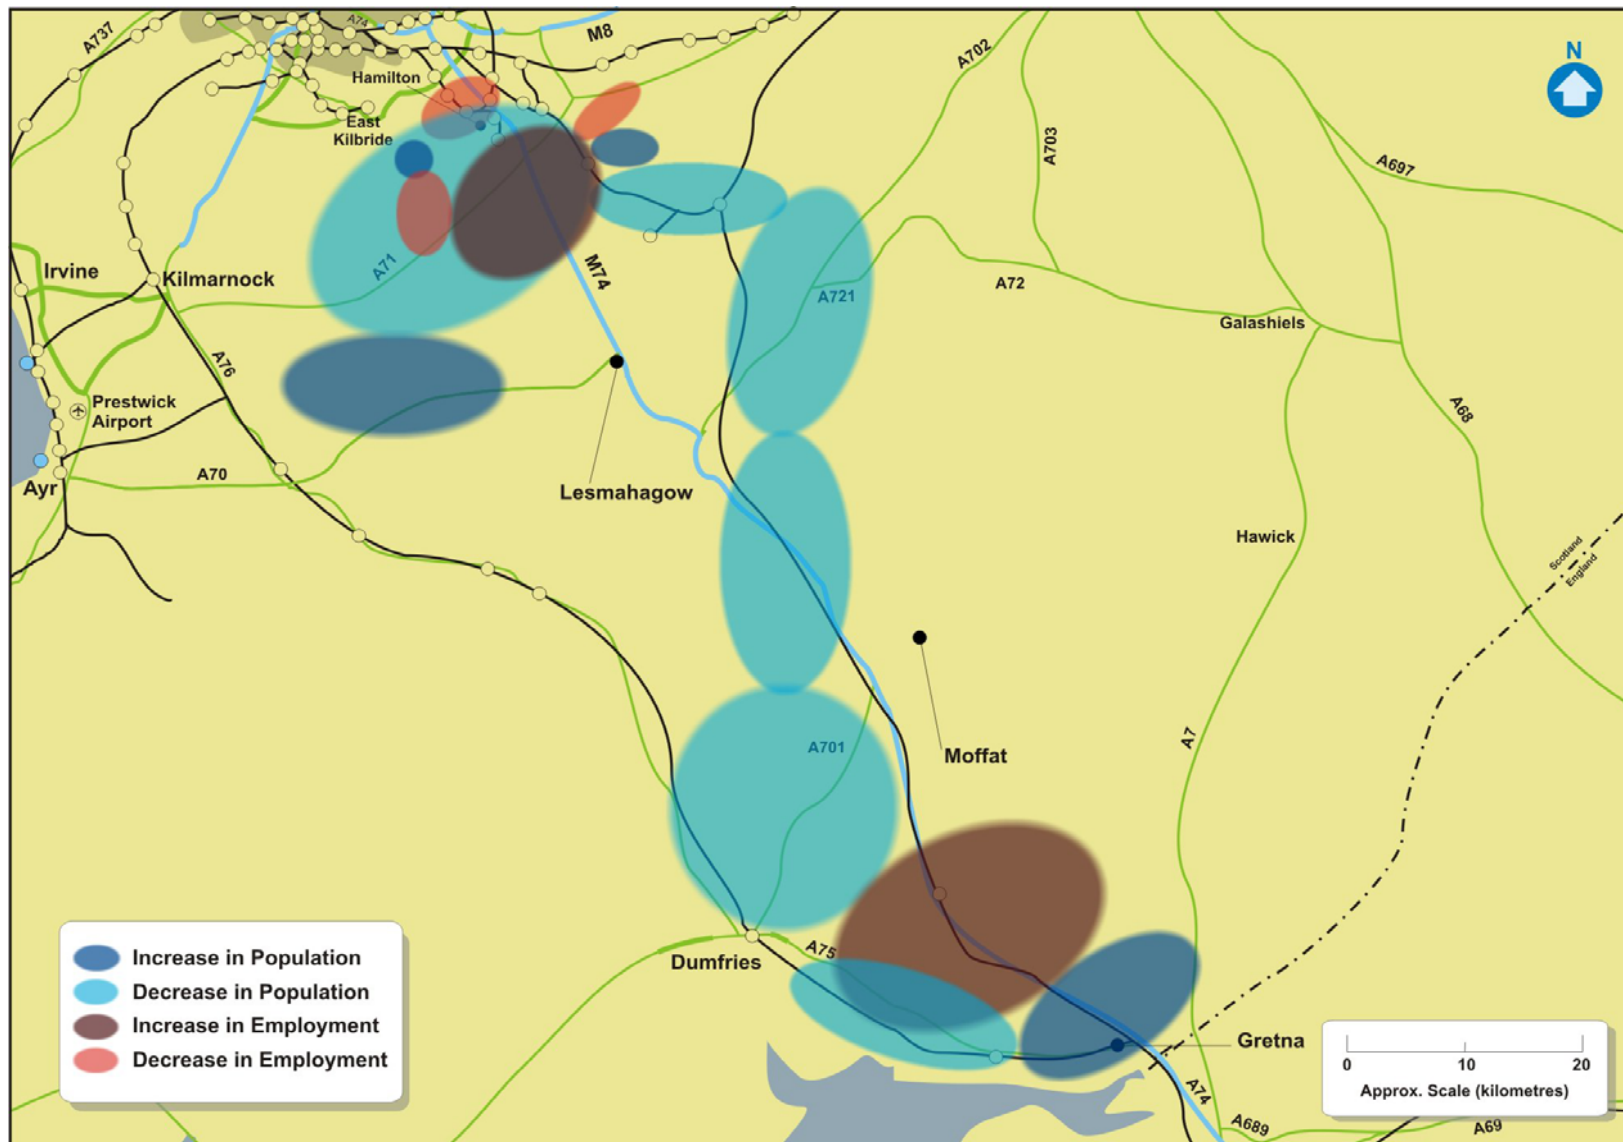 A737
A74
M8
A702
N
Hamilton
East
Kilbride
A703
A697
Irvine
Kilmarnock
A71
M74
A721
A72
Galashiels
A76
Prestwick
Airport
A68
A70
Ayr
Lesmahagow
Hawick
Scotland
England
A7
A701
Moffat
A75
Dumfries
Gretna
A74
A689
A69
Increase in Population
Decrease in Population
Increase in Employment
Decrease in Employment
0 10 20
Approx. Scale (kilometres)